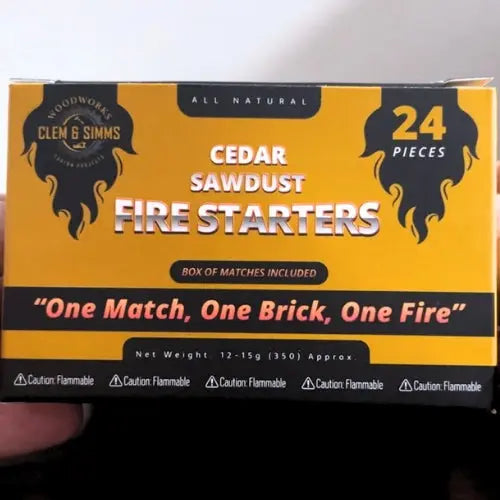 WOODWORKS
CLEM & SIMMS
ALL NATURAL
24
PIECES
CEDAR
SAWDUST
FIRE STARTERS
BOX OF MATCHES INCLUDED
“One Match, One Brick, One Fire”
Net Weight. 12-15g (350) Approx.
Caution: Flammable Caution: Flammable Caution: Flammable Caution: Flammable Caution: Flammable